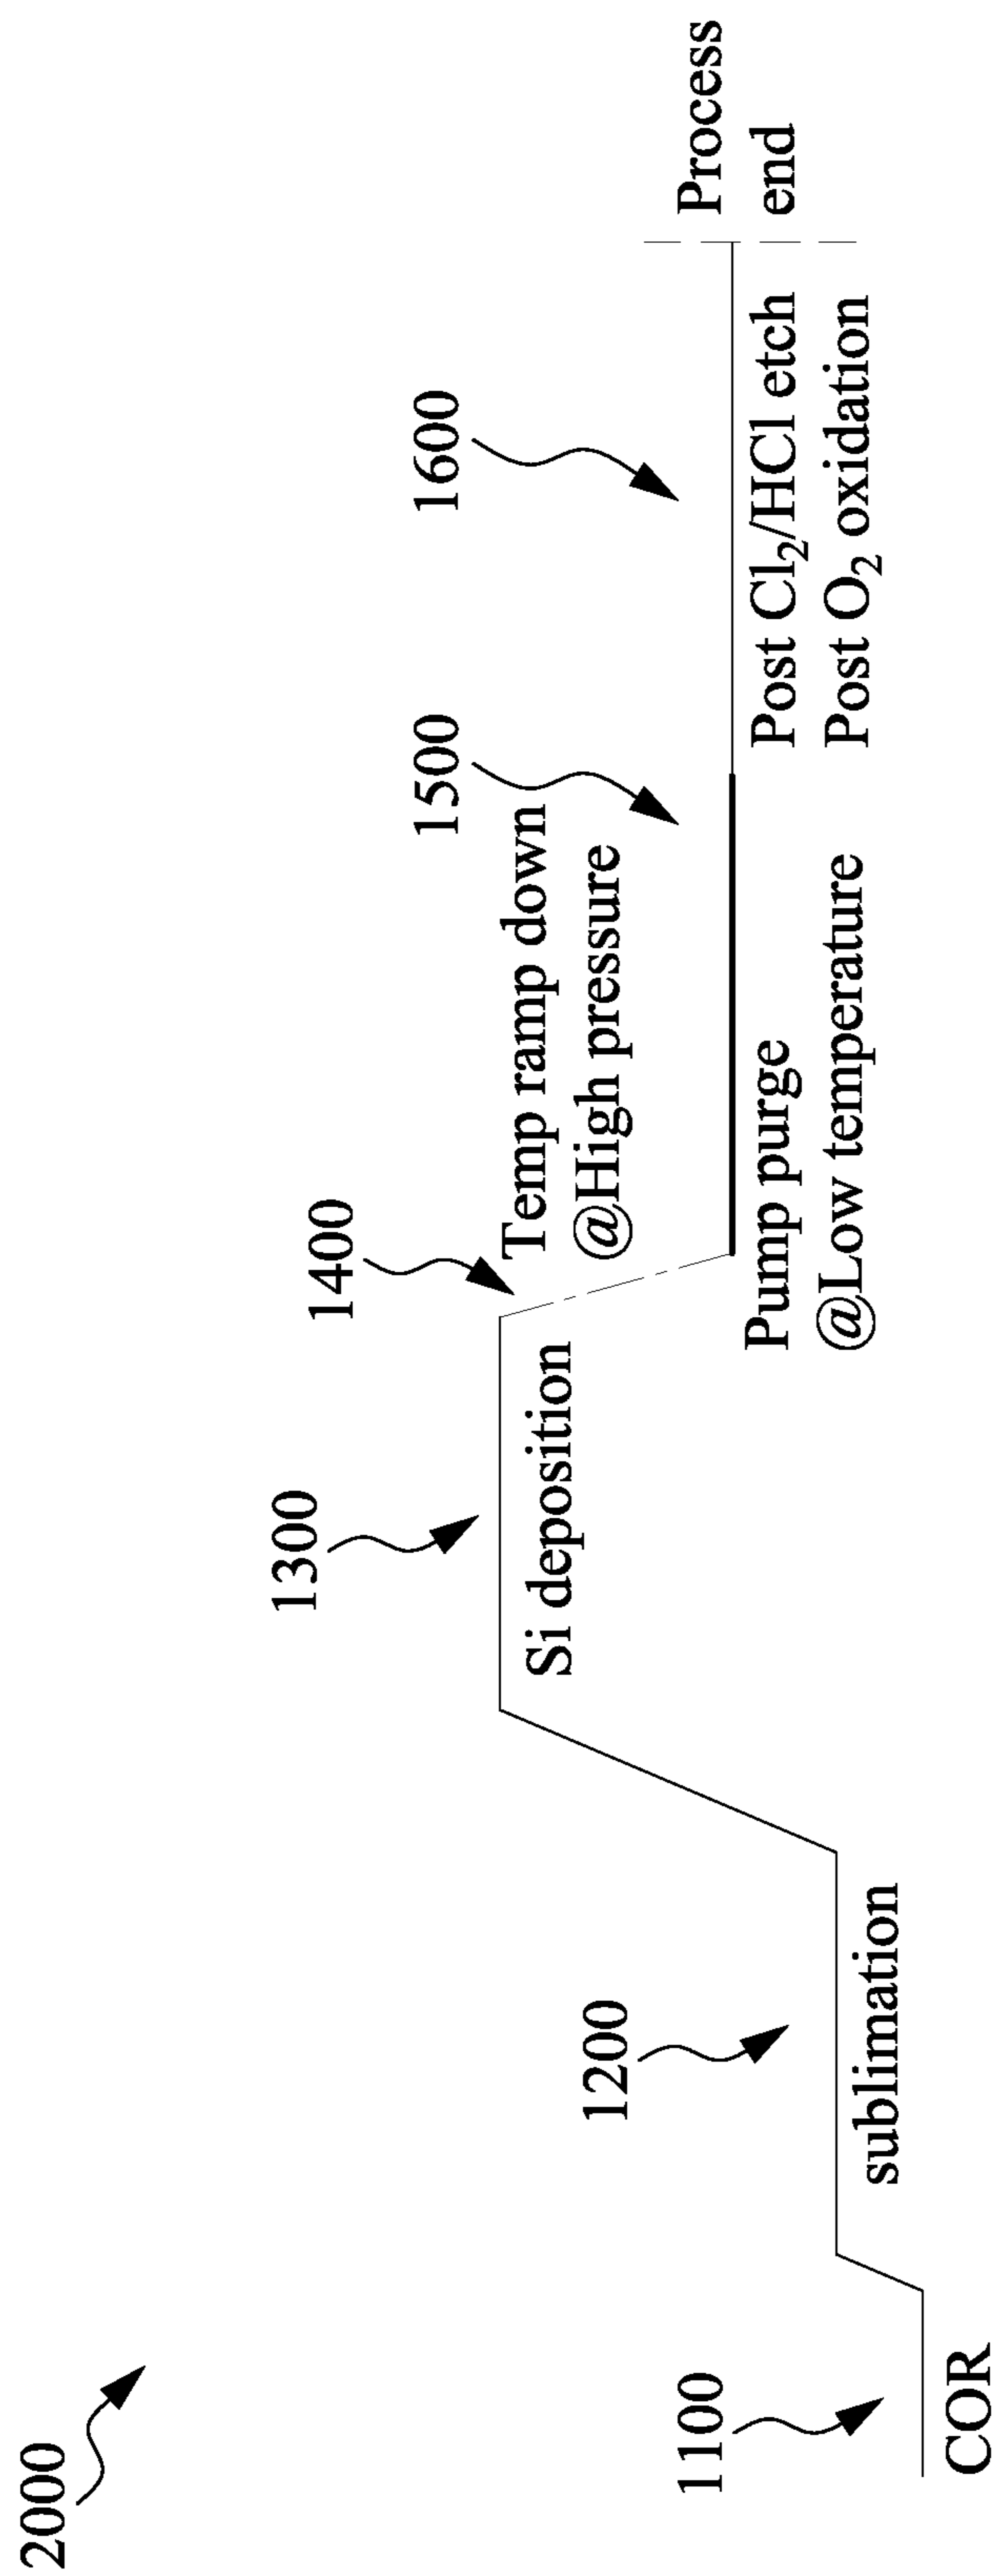 2000
1100
COR
1200
sublimation
1300
Si deposition
1400
Temp ramp down
@High pressure
Pump purge
@Low temperature
1500
1600
Post Cl₂/HCl etch
Post O₂ oxidation
Process
end